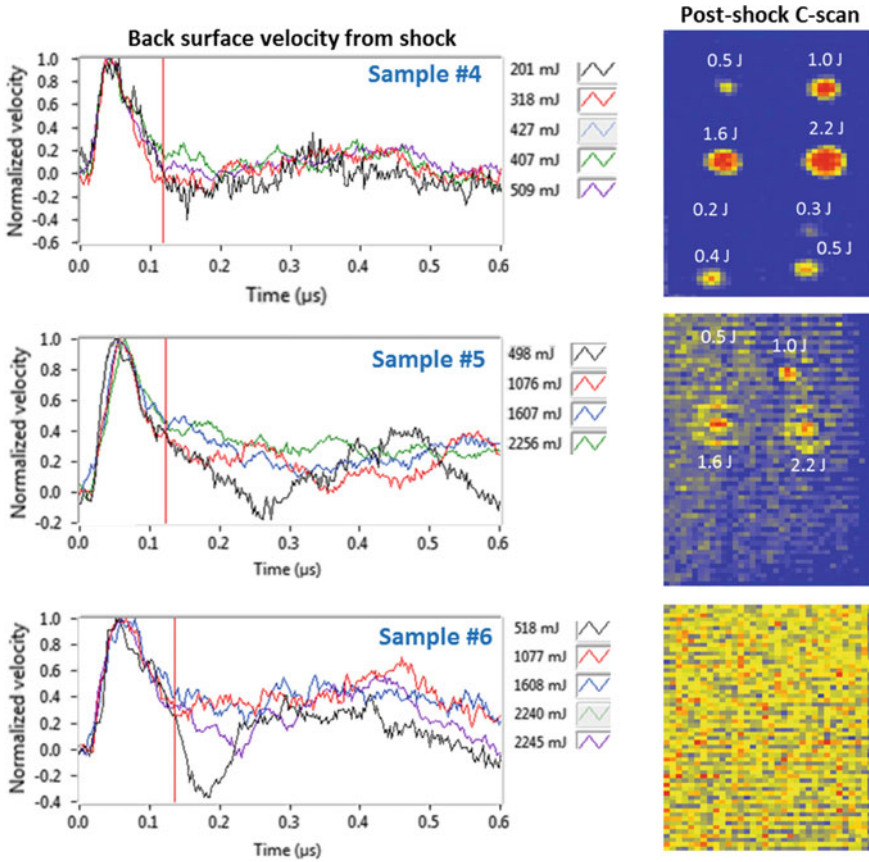 Back surface velocity from shock
Post-shock C-scan
Sample #4
Normalized velocity
1.0
0.8
0.6
0.4
0.2
0.0
-0.2
-0.4
-0.6
0.0 0.1 0.2 0.3 0.4 0.5 0.6
Time (µs)
201 mJ
318 mJ
427 mJ
407 mJ
509 mJ
0.5 J 1.0 J
1.6 J 2.2 J
0.2 J 0.3 J
0.4 J 0.5 J
Sample #5
Normalized velocity
1.0
0.8
0.6
0.4
0.2
0.0
-0.2
0.0 0.1 0.2 0.3 0.4 0.5 0.6
Time (µs)
498 mJ
1076 mJ
1607 mJ
2256 mJ
0.5 J 1.0 J
1.6 J 2.2 J
Sample #6
Normalized velocity
1.0
0.8
0.6
0.4
0.2
0.0
-0.2
-0.4
0.0 0.1 0.2 0.3 0.4 0.5 0.6
Time (µs)
518 mJ
1077 mJ
1608 mJ
2240 mJ
2245 mJ